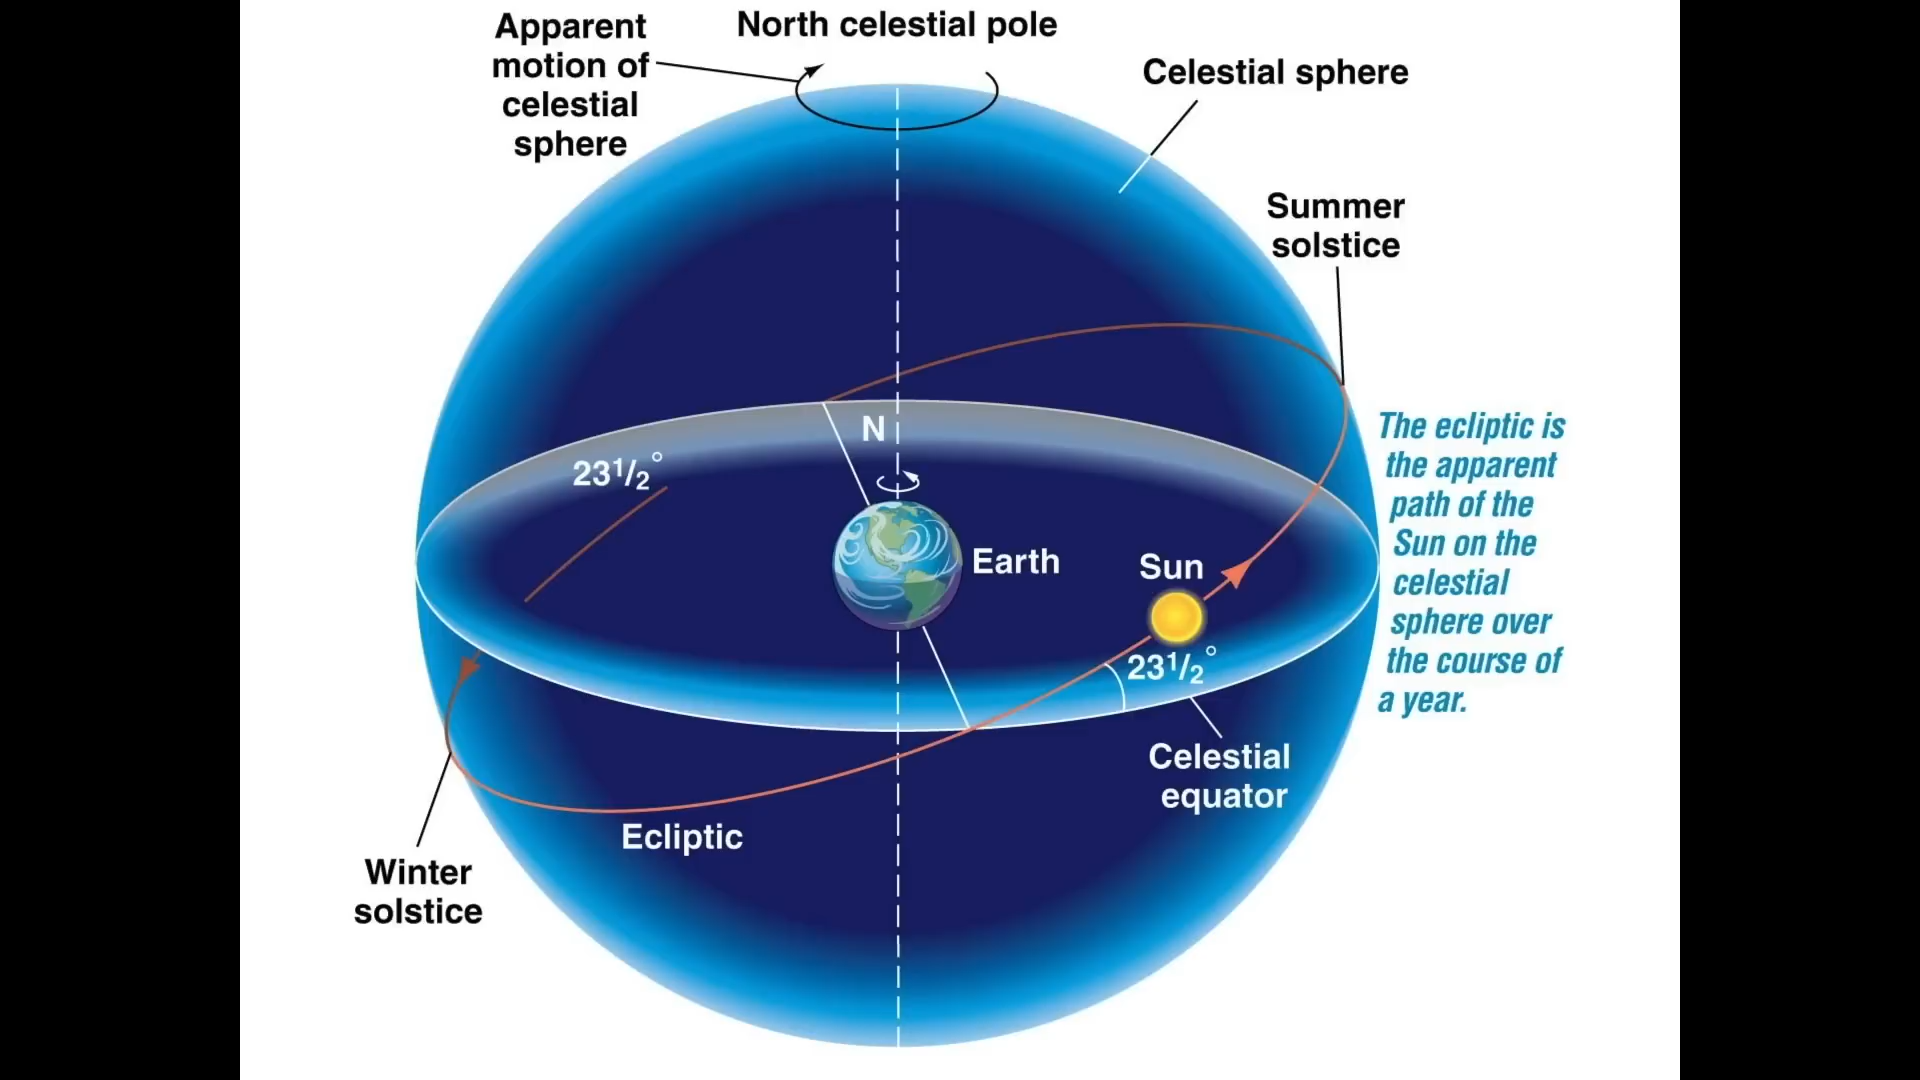 Apparent
motion of
celestial
sphere
North celestial pole
Celestial sphere
Summer
solstice
N
23½°
Earth
Sun
23½°
The ecliptic is
the apparent
path of the
Sun on the
celestial
sphere over
the course of
a year.
Celestial
equator
Ecliptic
Winter
solstice